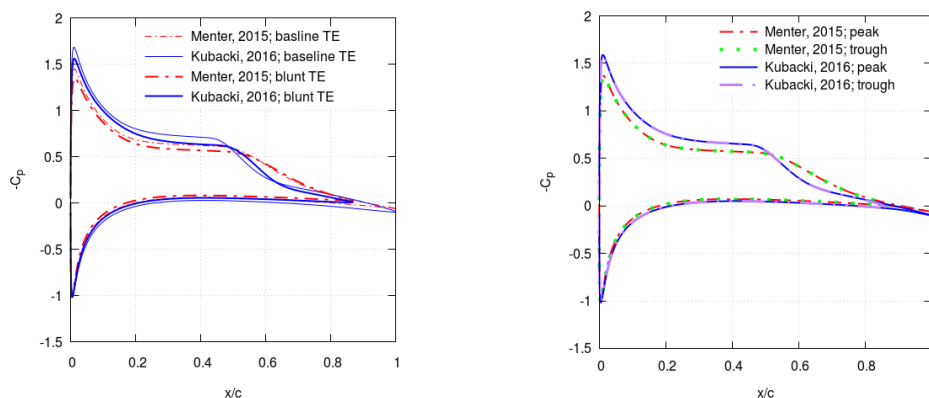 2
1.5
1
0.5
0
-0.5
-1
-1.5
-Cp
0
0.2
0.4
0.6
0.8
1
x/c
Menter, 2015; basline TE
Kubacki, 2016; baseline TE
Menter, 2015; blunt TE
Kubacki, 2016; blunt TE
2
1.5
1
0.5
0
-0.5
-1
-1.5
-Cp
0
0.2
0.4
0.6
0.8
1
x/c
Menter, 2015; peak
Menter, 2015; trough
Kubacki, 2016; peak
Kubacki, 2016; trough